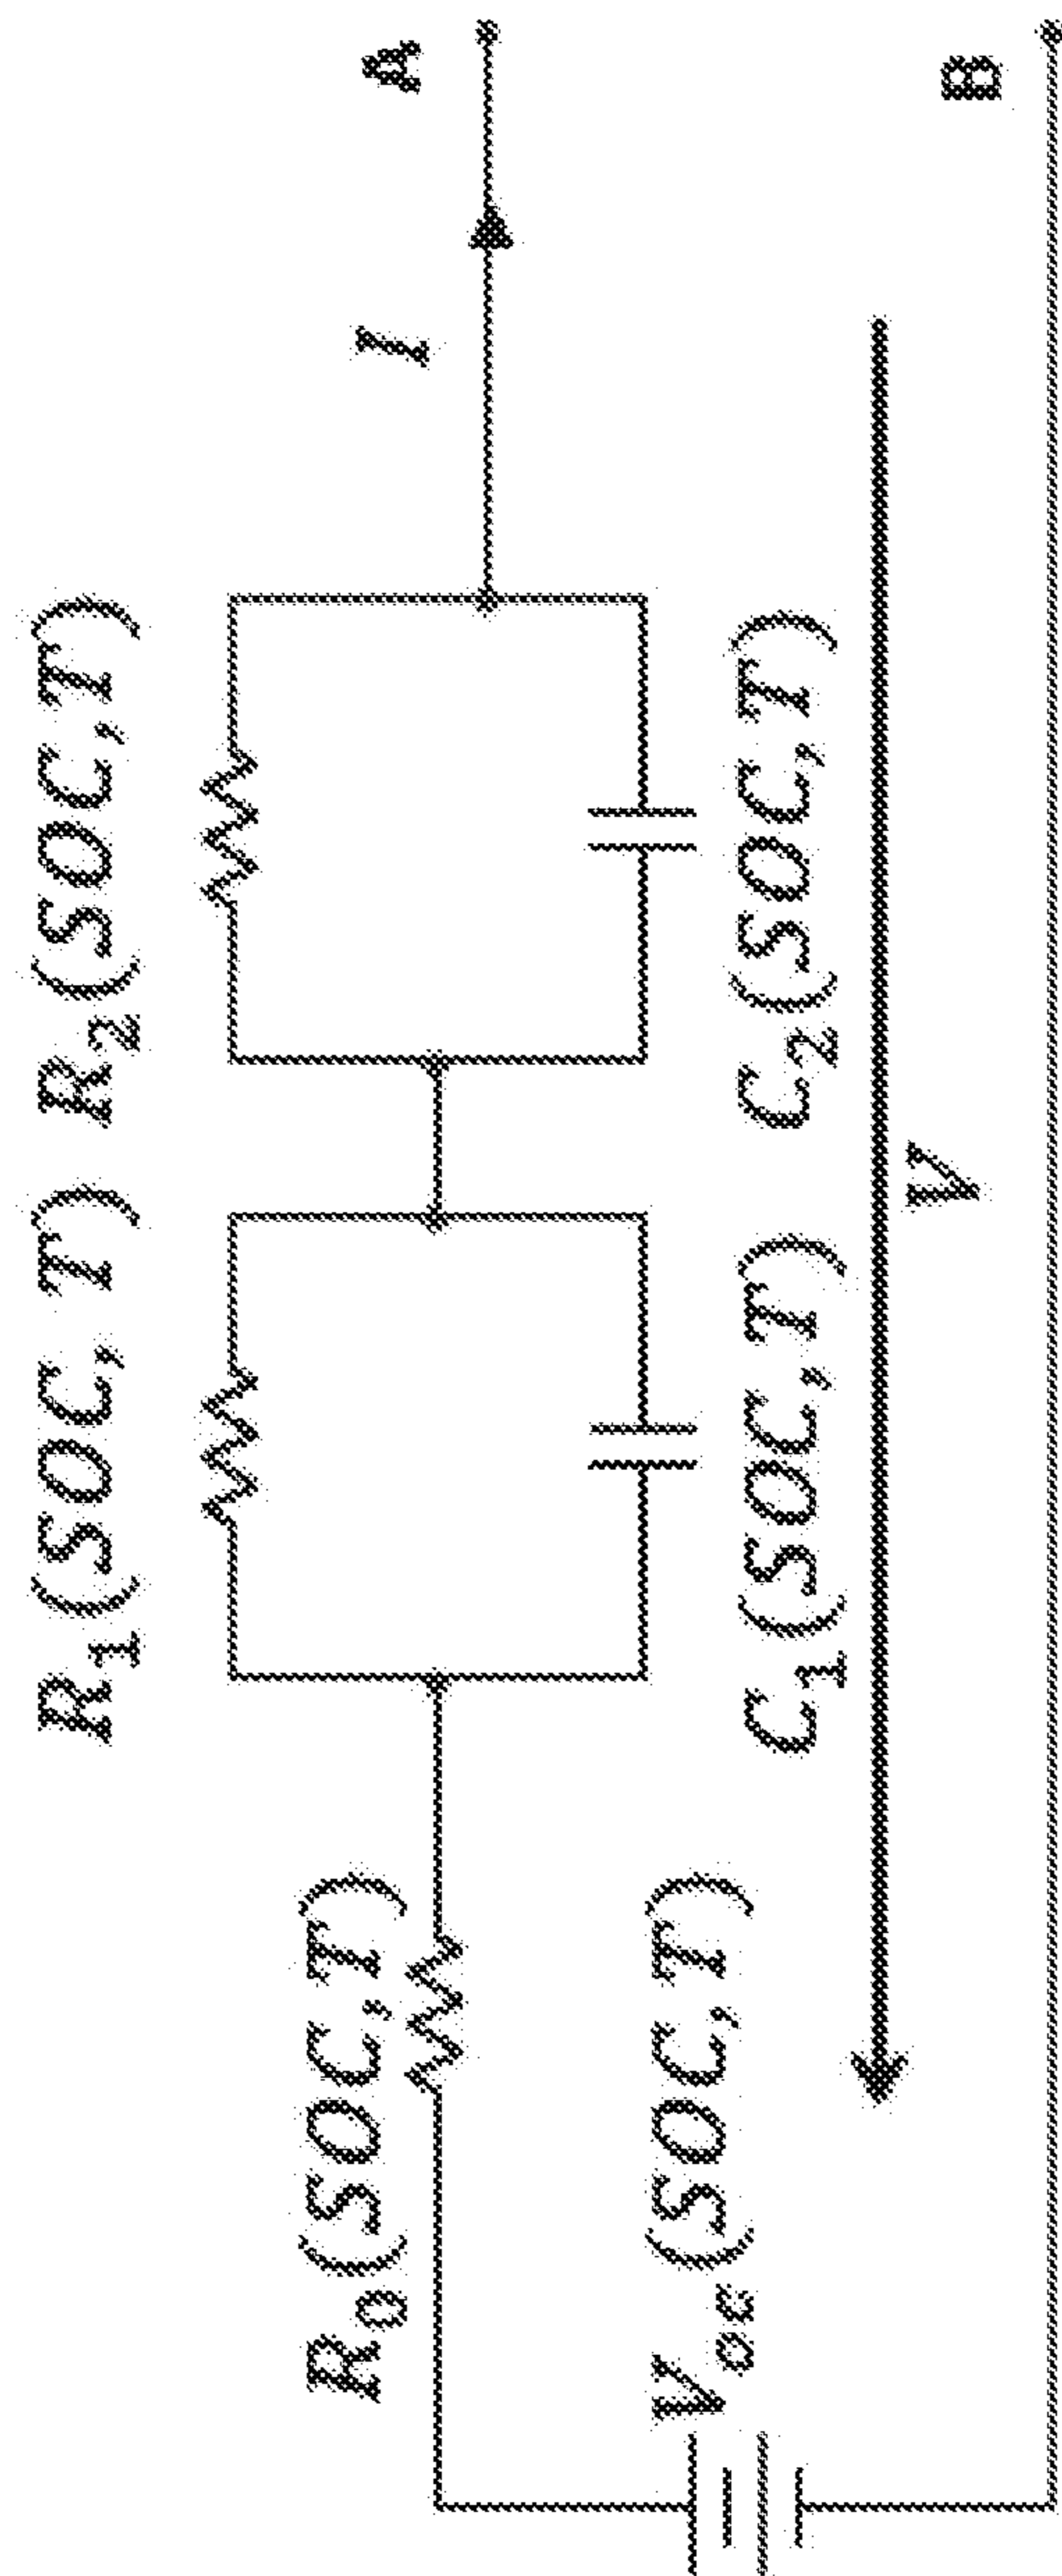 R₁(SOC, T) R₂(SOC,T)
R₀(SOC,T)
I
A
Vₒc(SOC,T)
C₁(SOC,T) C₂(SOC,T)
V
B